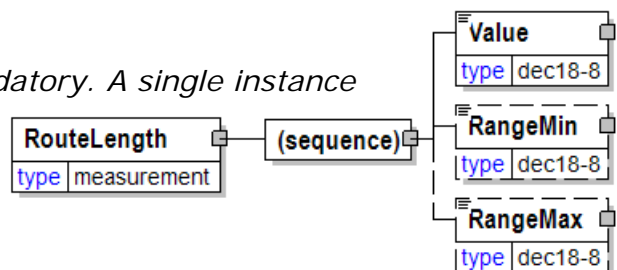 Value
type dec18-8
datory. A single instance
RouteLength
type measurement
(sequence)
RangeMin
type dec18-8
RangeMax
type dec18-8